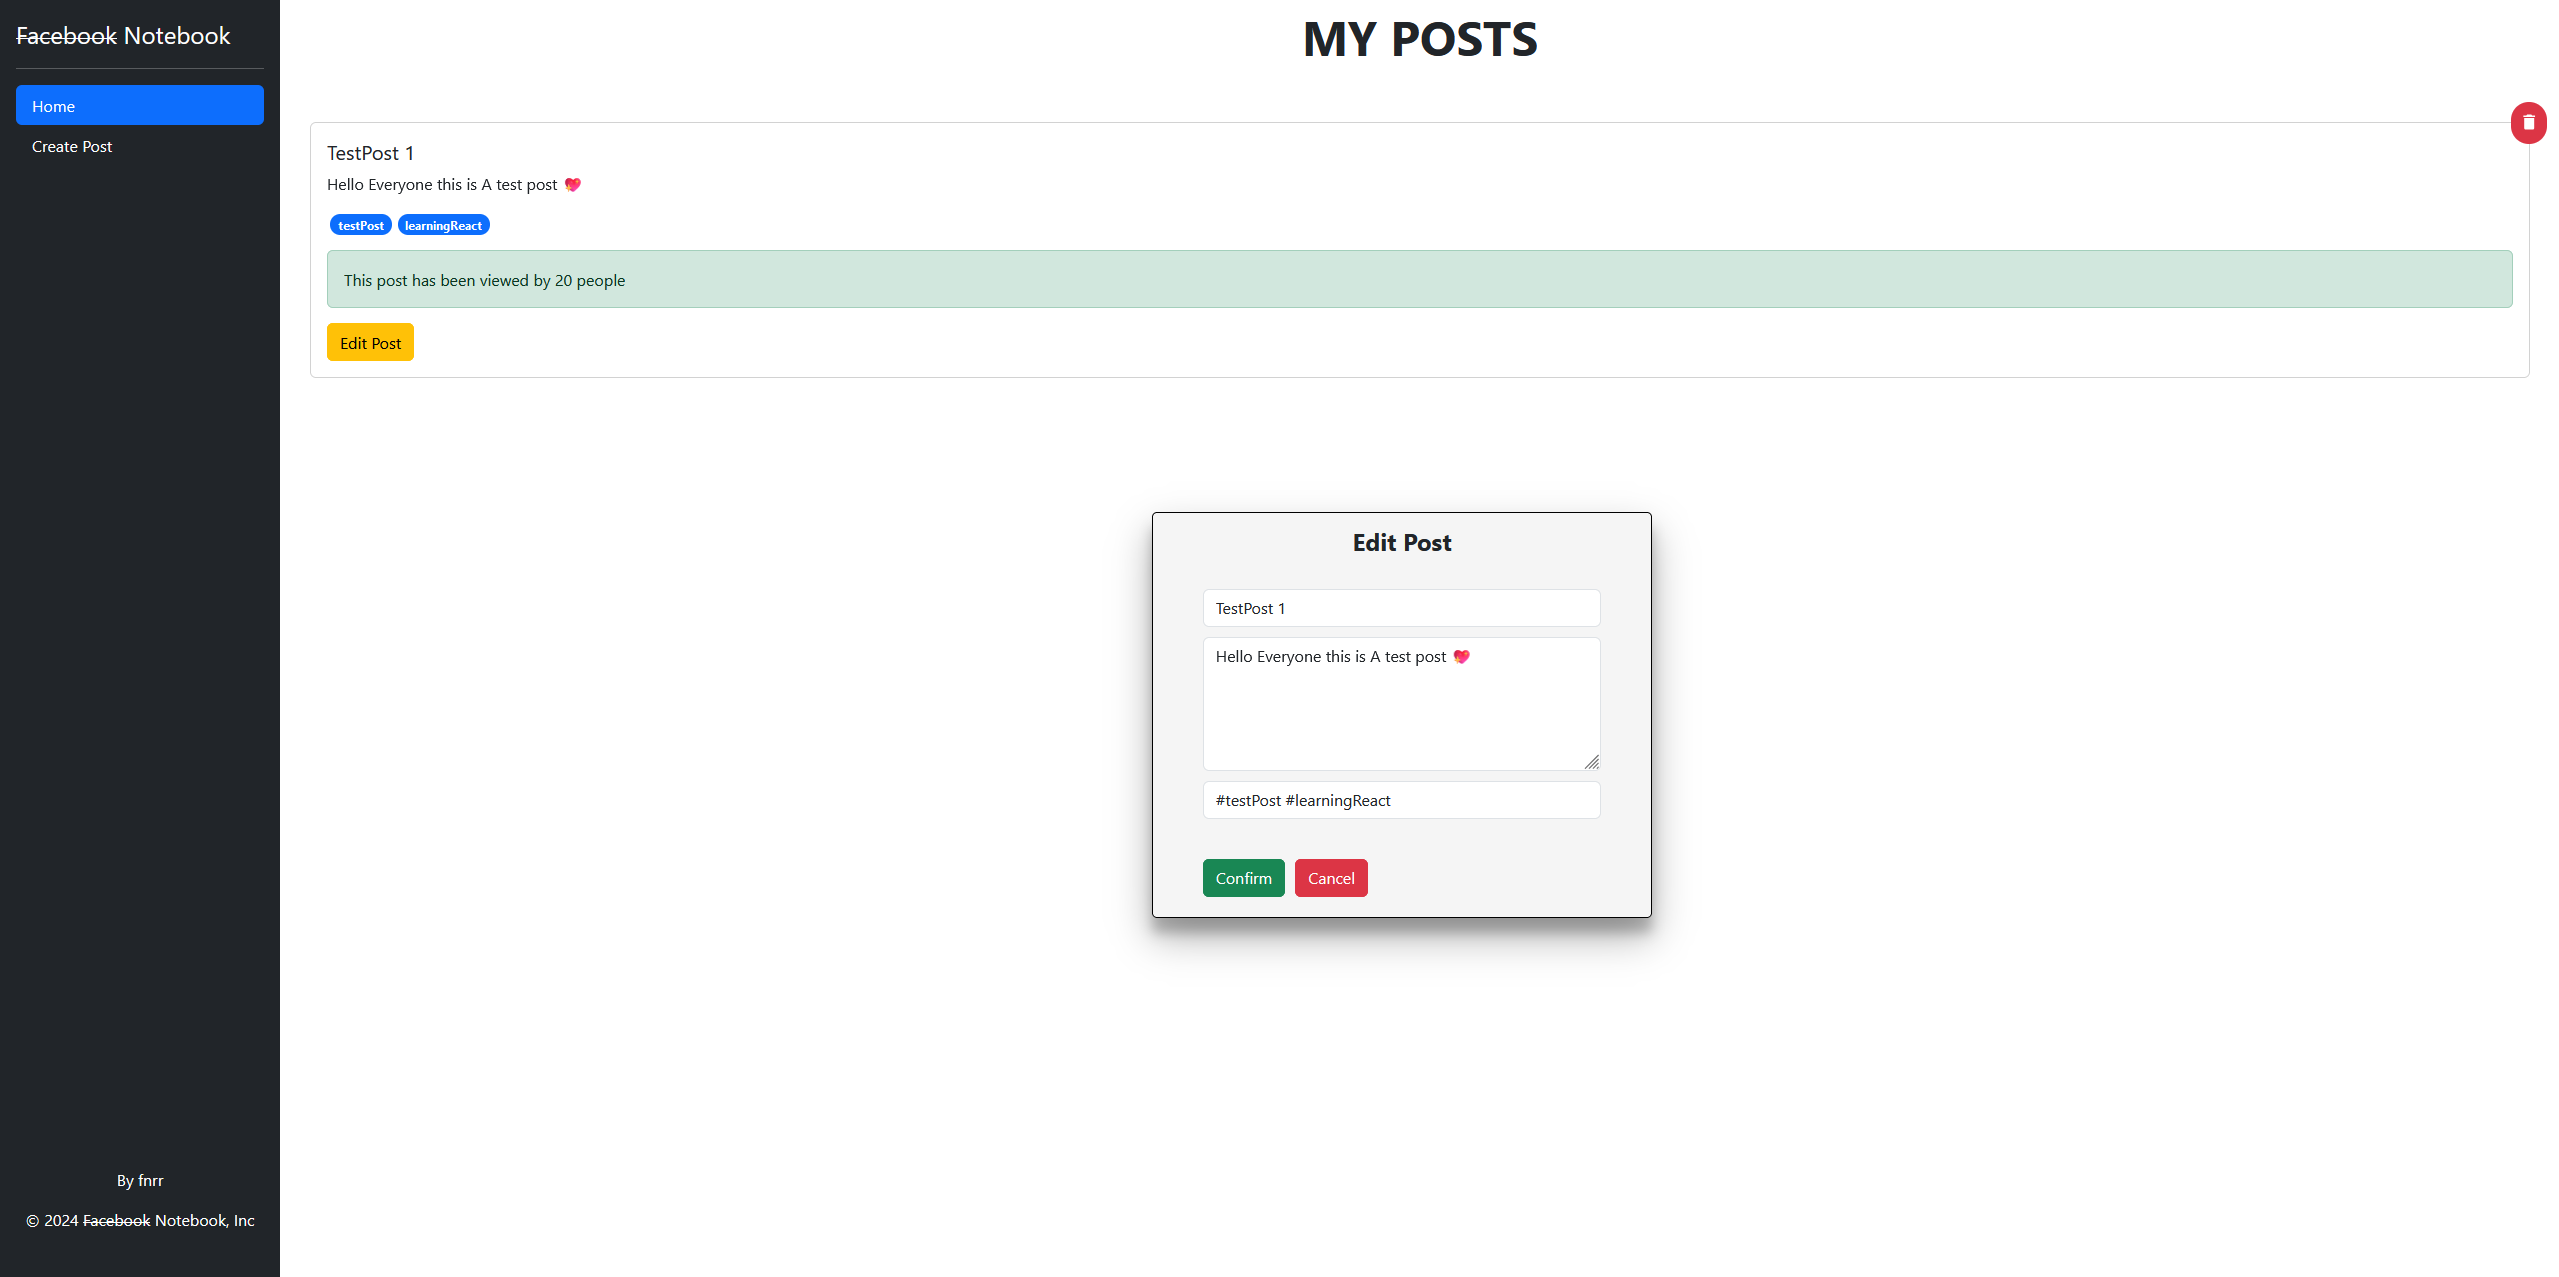 Facebook Notebook
Home
Create Post
By fnrr
© 2024 Facebook Notebook, Inc
MY POSTS
TestPost 1
Hello Everyone this is A test post 💖
testPost learningReact
This post has been viewed by 20 people
Edit Post
Edit Post
TestPost 1
Hello Everyone this is A test post 💖
#testPost #learningReact
Confirm Cancel